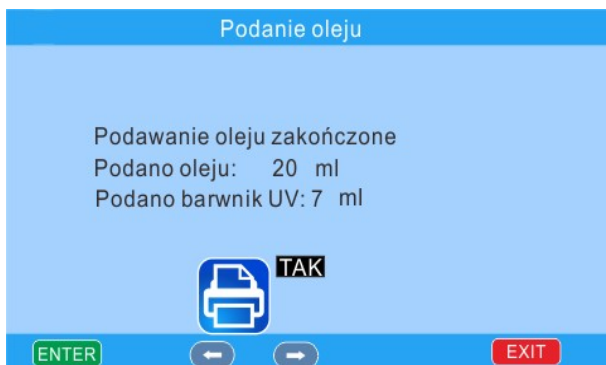 Podanie oleju
Podawanie oleju zakończone
Podano oleju: 20 ml
Podano barwnik UV: 7 ml
TAK
ENTER
EXIT